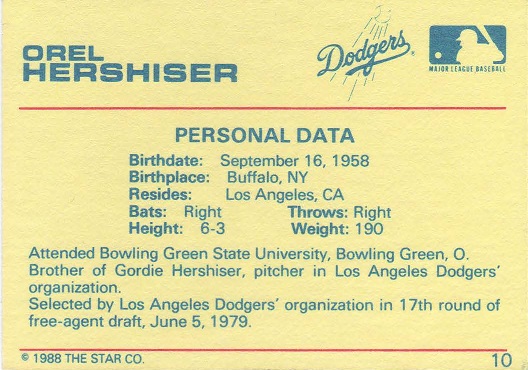 OREL
HERSHISER
Dodgers
MAJOR LEAGUE BASEBALL
PERSONAL DATA
Birthdate: September 16, 1958
Birthplace: Buffalo, NY
Resides: Los Angeles, CA
Bats: Right Throws: Right
Height: 6-3 Weight: 190
Attended Bowling Green State University, Bowling Green, O.
Brother of Gordie Hershiser, pitcher in Los Angeles Dodgers'
organization.
Selected by Los Angeles Dodgers' organization in 17th round of
free-agent draft, June 5, 1979.
© 1988 THE STAR CO. 10